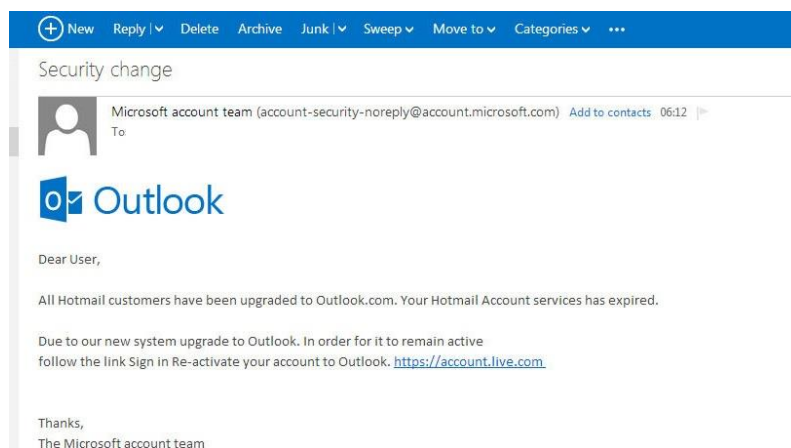 New Reply Delete Archive Junk Sweep Move to Categories •••
Security change
Microsoft account team (account-security-noreply@account.microsoft.com) Add to contacts 06:12
To
Outlook
Dear User,
All Hotmail customers have been upgraded to Outlook.com. Your Hotmail Account services has expired.
Due to our new system upgrade to Outlook. In order for it to remain active
follow the link Sign in Re-activate your account to Outlook. https://account.live.com
Thanks,
The Microsoft account team